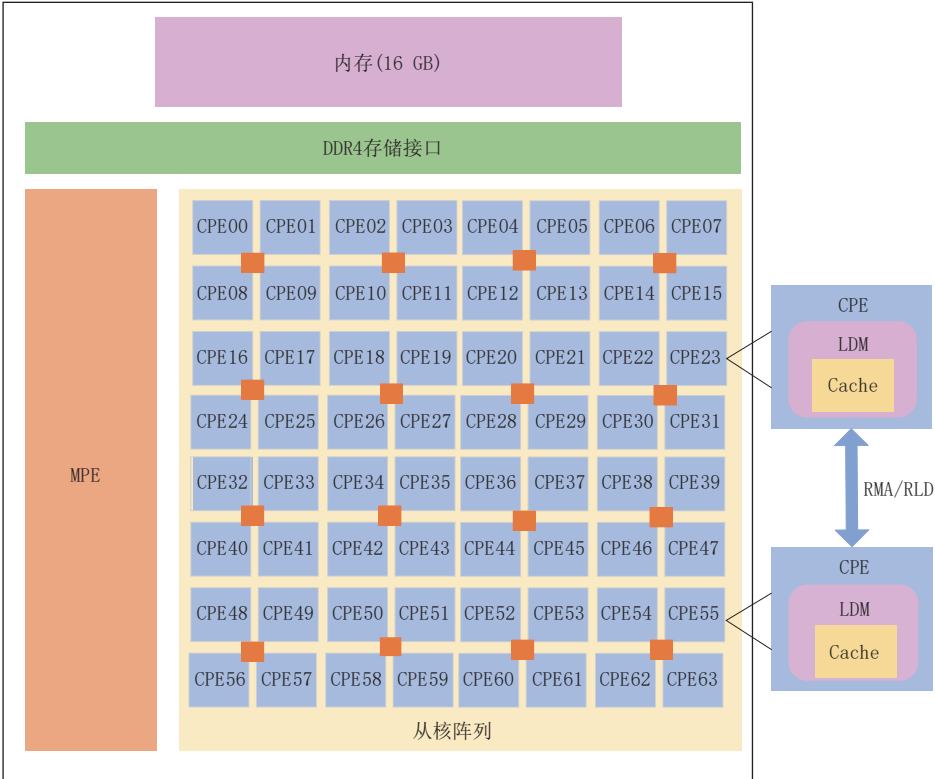 内存(16 GB)
DDR4存储接口
MPE
CPE00 CPE01 CPE02 CPE03 CPE04 CPE05 CPE06 CPE07
CPE08 CPE09 CPE10 CPE11 CPE12 CPE13 CPE14 CPE15
CPE16 CPE17 CPE18 CPE19 CPE20 CPE21 CPE22 CPE23
CPE24 CPE25 CPE26 CPE27 CPE28 CPE29 CPE30 CPE31
CPE32 CPE33 CPE34 CPE35 CPE36 CPE37 CPE38 CPE39
CPE40 CPE41 CPE42 CPE43 CPE44 CPE45 CPE46 CPE47
CPE48 CPE49 CPE50 CPE51 CPE52 CPE53 CPE54 CPE55
CPE56 CPE57 CPE58 CPE59 CPE60 CPE61 CPE62 CPE63
从核阵列
CPE
LDM
Cache
RMA/RLD
CPE
LDM
Cache